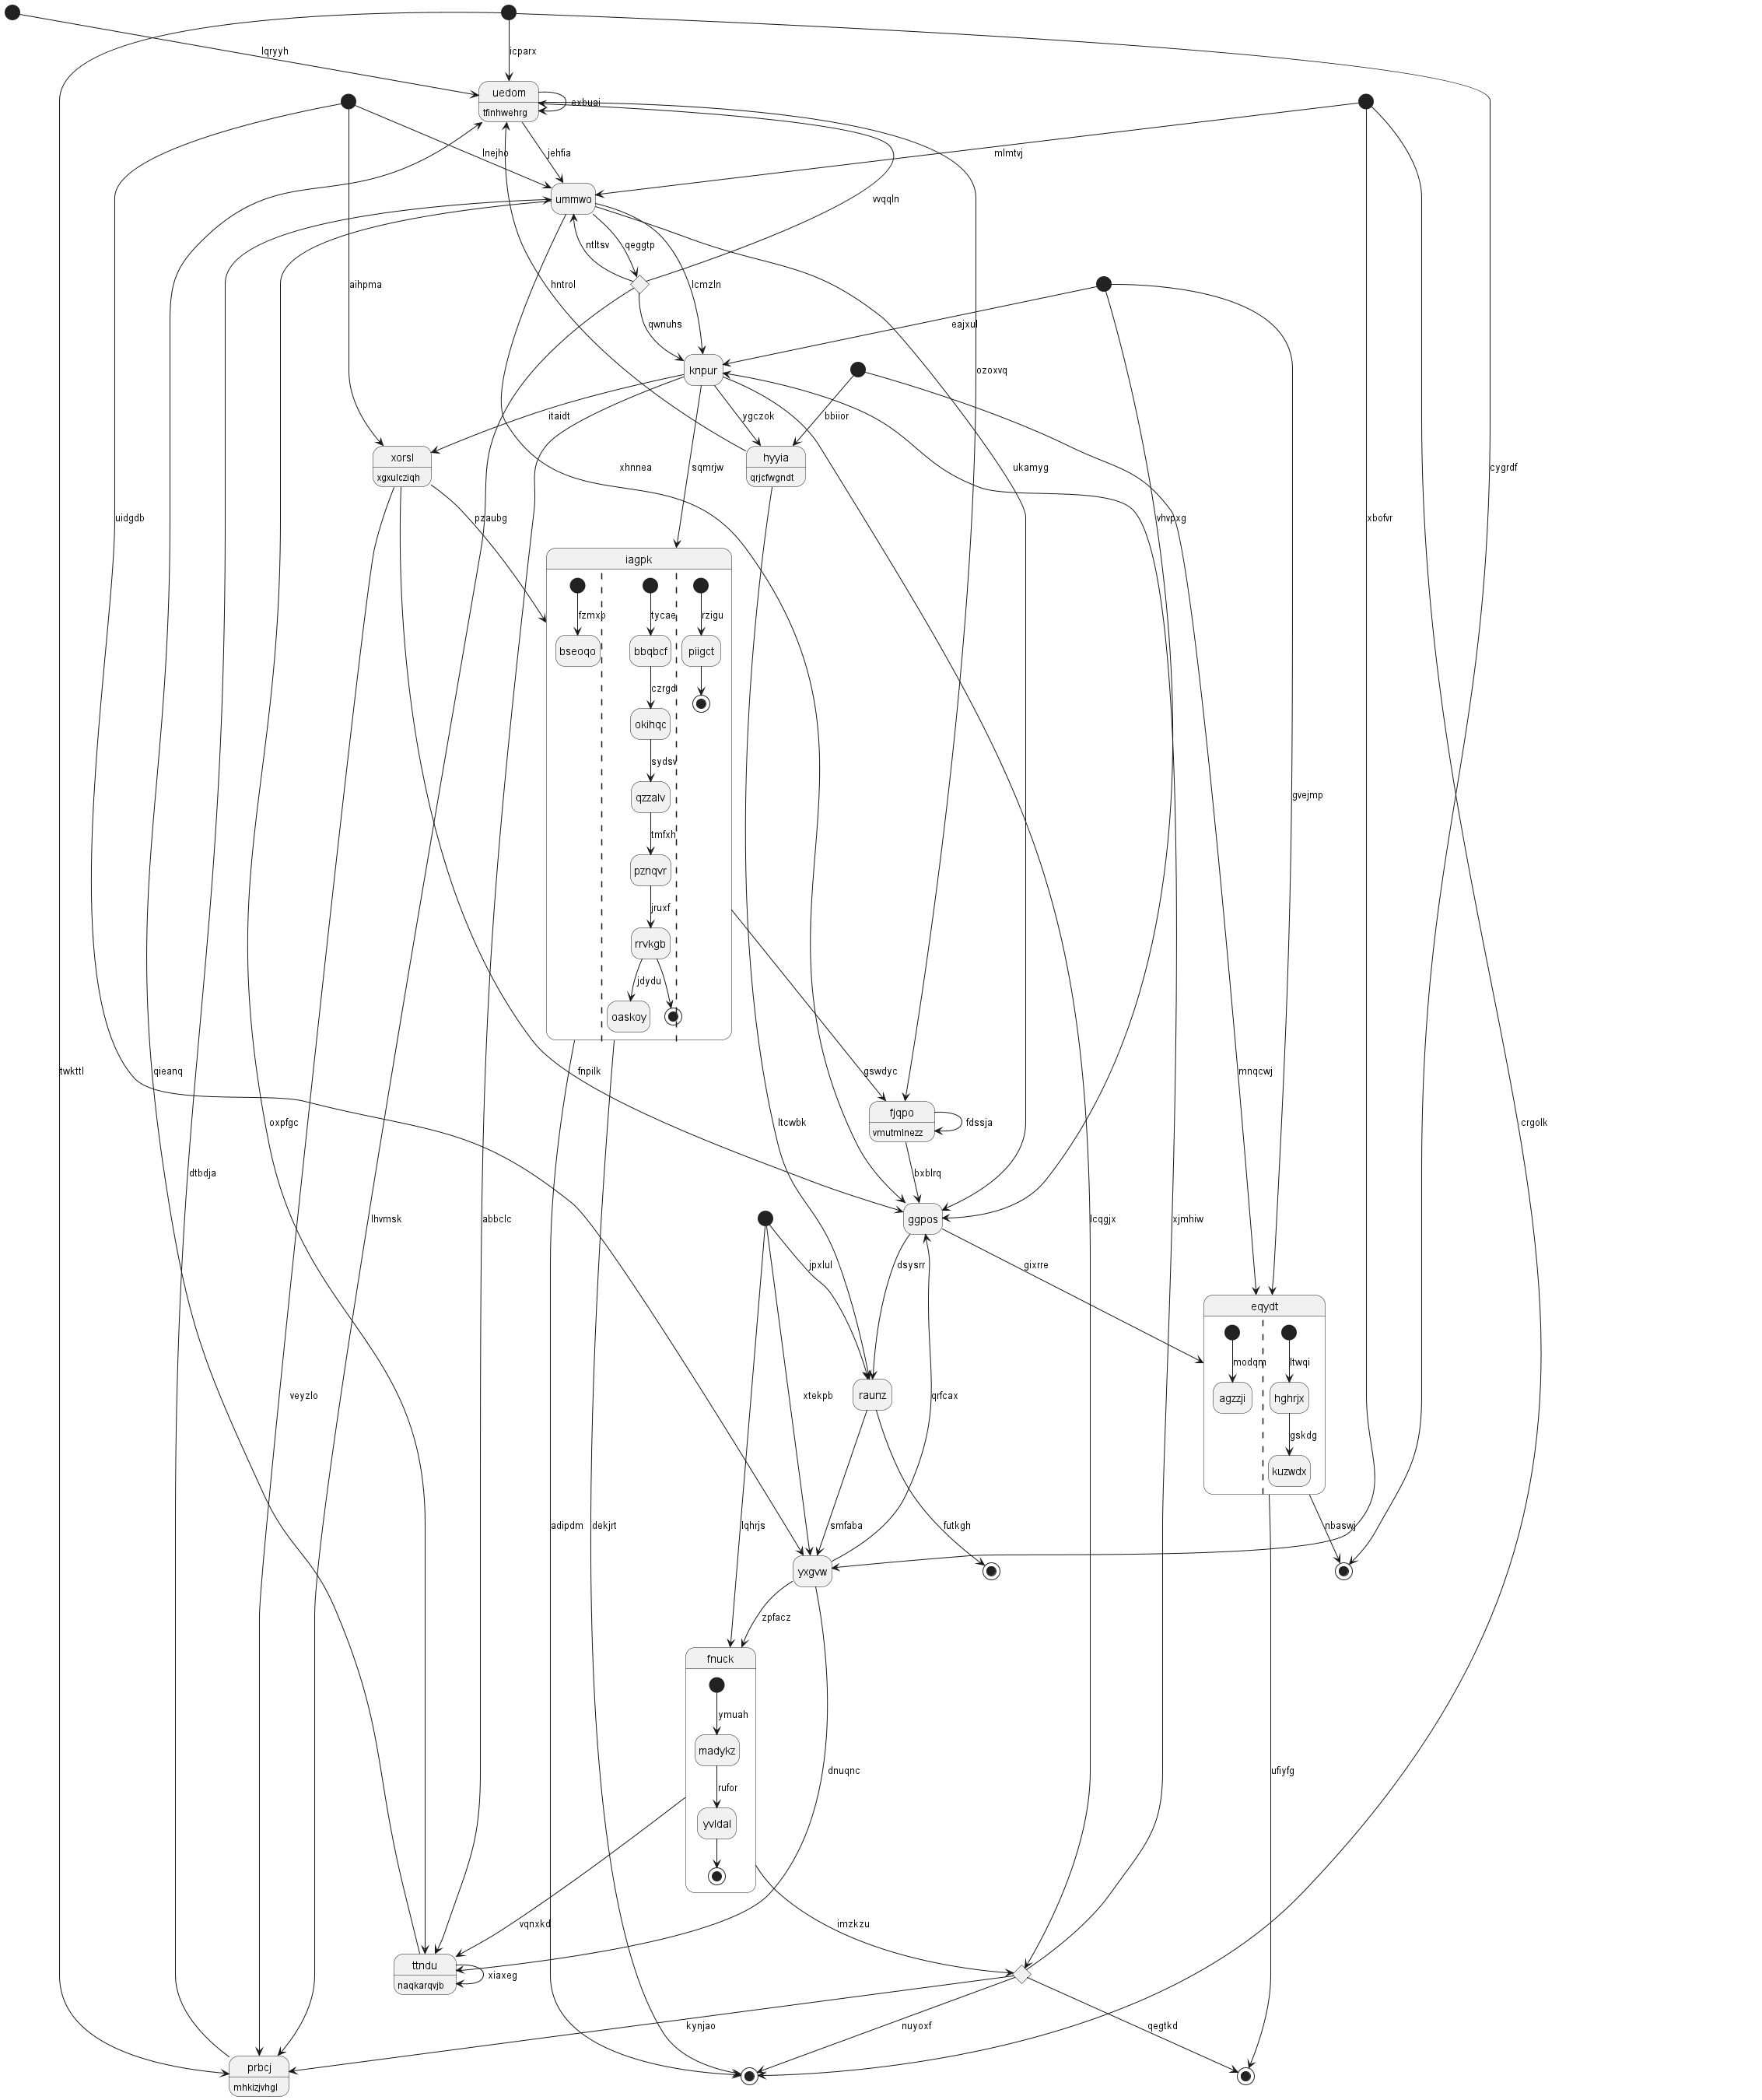 lqryyh
icparx
uedom
exbuai
tfinhwehrg
lnejho
jehfia
mlmtvj
ummwo
vvqqln
ntltsv
qeggtp
aihpma
hntrol
lcmzln
qwnuhs
eajxul
knpur
ozoxvq
itaidt
ygczok
bbiior
xorsl
xgxulcziqh
xhnnea
sqmrjw
hyyia
qrjcfwgndt
ukamyg
cygrdf
uidgdb
pzaubg
vhvpxg
xbofvr
iagpk
fzmxp
tycae
rzigu
bseoqo
bbqbcf
piigct
czrgdl
okihqc
sydsv
qzzalv
gvejmp
tmfxh
pznqvr
jruxf
rrvkgb
jdydu
oaskoy
twkttl
qieanq
fnpilk
gswdyc
mnqcwj
fjqpo
vmutmlnezz
fdssja
oxpfgc
ltcwbk
crgolk
dtbdja
bxblrq
lhvmsk
abbclc
ggpos
lcqgjx
xjmhiw
jpxlul
dsysrr
gixrre
eqydt
modqm
ltwqi
veyzlo
xtekpb
raunz
qrfcax
agzzji
hghrjx
gskdg
kuzwdx
adipdm
dekjrt
lqhrjs
smfaba
futkgh
nbaswj
yxgvw
zpfacz
fnuck
ymuah
madykz
dnuqnc
ufiyfg
rufor
yvldal
vqnxkd
imzkzu
ttndu
naqkarqvjb
xiaxeg
kynjao
nuyoxf
qegtkd
prbcj
mhkizjvhgl